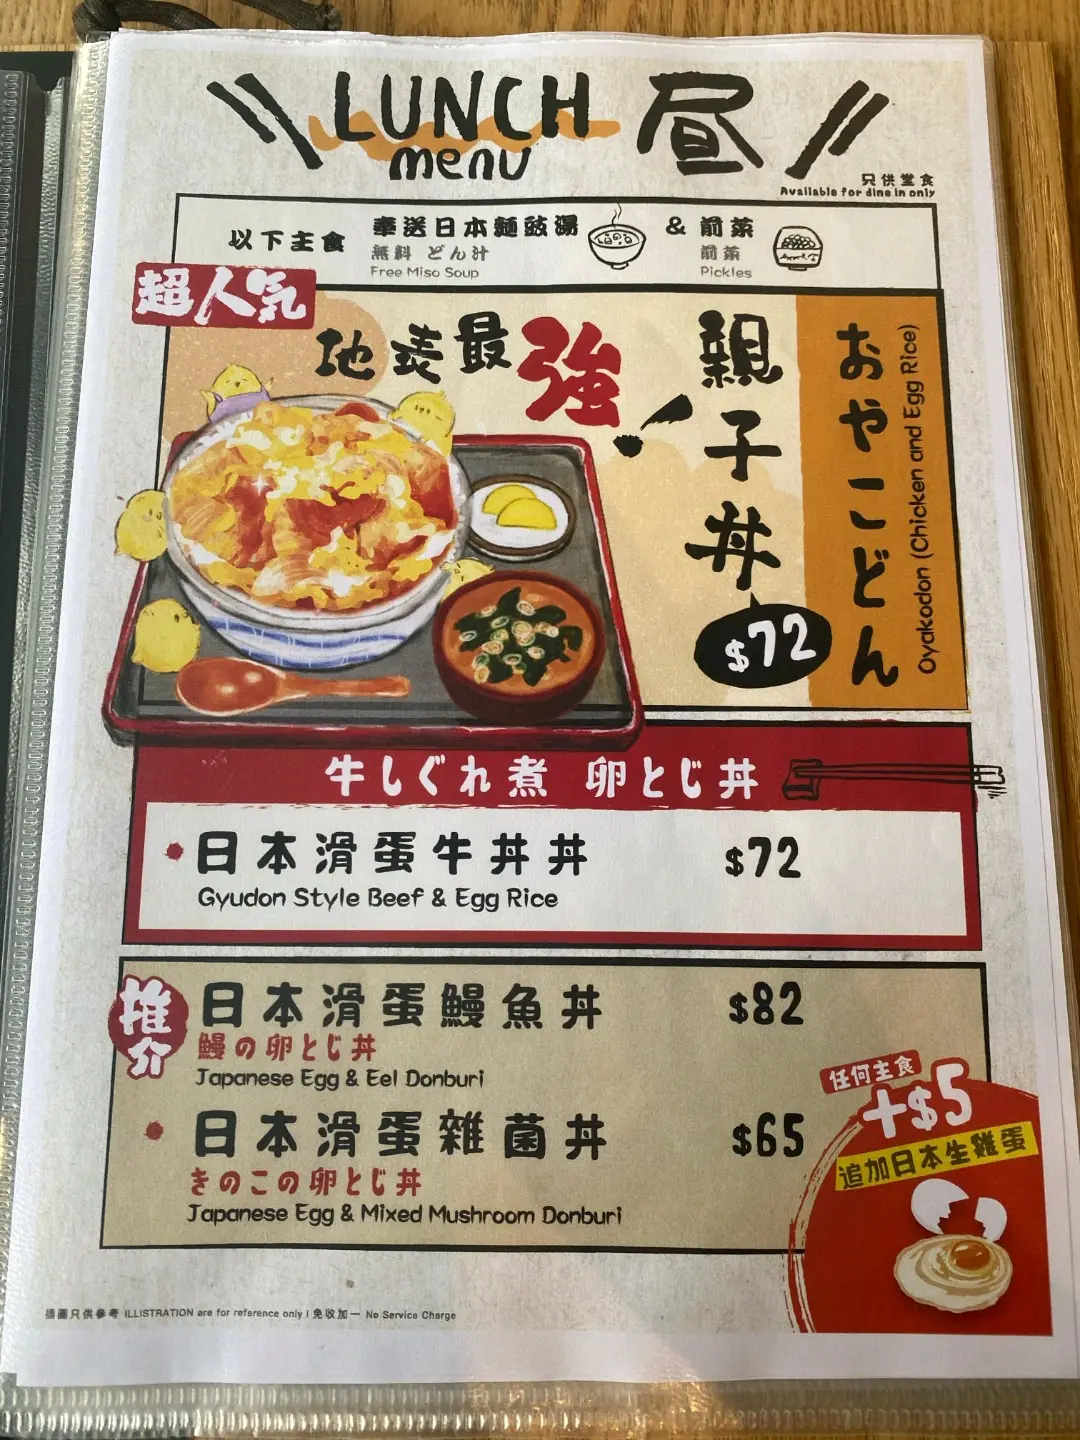 LUNCH
menu
昼
只供堂食
Available for dine in only
以下主食
奉送日本麵豉湯
無料 どん汁
Free Miso Soup
& 前菜
前菜
Pickles
超人気
地表最強！
親子丼
$72
おやこどん
Oyakodon (Chicken and Egg Rice)
牛しぐれ煮 卵とじ丼
日本滑蛋牛丼丼
$72
Gyudon Style Beef & Egg Rice
推介
日本滑蛋鰻魚丼
$82
鰻の卵とじ丼
Japanese Egg & Eel Donburi
日本滑蛋雜菌丼
$65
きのこの卵とじ丼
Japanese Egg & Mixed Mushroom Donburi
任何主食
+$5
追加日本生雞蛋
插圖只供參考 ILLISTRATION are for reference only | 免收加一 No Service Charge